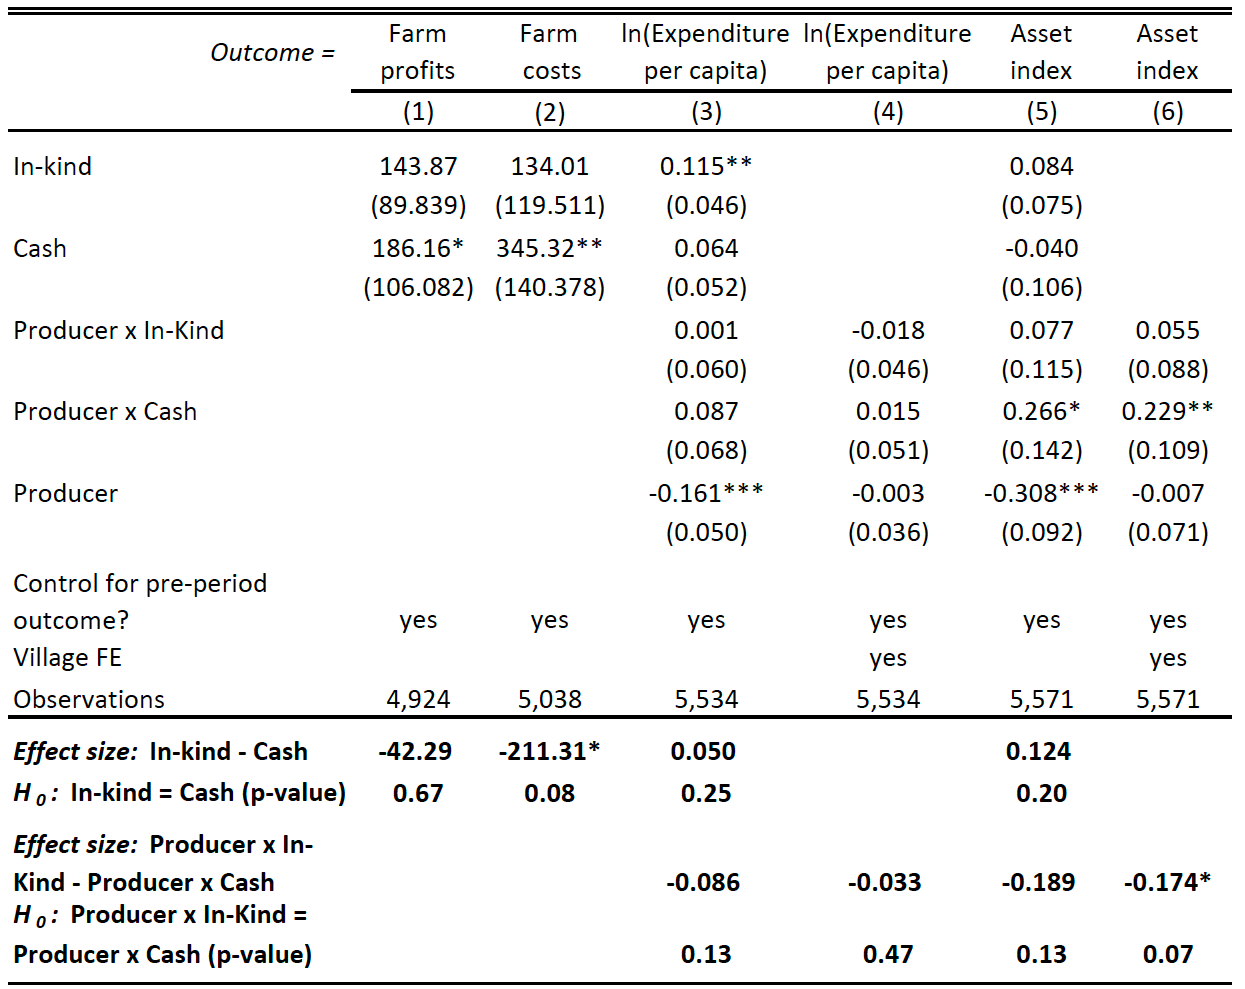 Outcome = Farm profits Farm costs ln(Expenditure per capita) ln(Expenditure per capita) Asset index Asset index
(1) (2) (3) (4) (5) (6)
In-kind 143.87 134.01 0.115** 0.084
(89.839) (119.511) (0.046) (0.075)
Cash 186.16* 345.32** 0.064 -0.040
(106.082) (140.378) (0.052) (0.106)
Producer x In-Kind 0.001 -0.018 0.077 0.055
(0.060) (0.046) (0.115) (0.088)
Producer x Cash 0.087 0.015 0.266* 0.229**
(0.068) (0.051) (0.142) (0.109)
Producer -0.161*** -0.003 -0.308*** -0.007
(0.050) (0.036) (0.092) (0.071)
Control for pre-period
outcome? yes yes yes yes yes yes
Village FE yes yes
Observations 4,924 5,038 5,534 5,534 5,571 5,571
Effect size: In-kind - Cash -42.29 -211.31* 0.050 0.124
H 0 : In-kind = Cash (p-value) 0.67 0.08 0.25 0.20
Effect size: Producer x In-
Kind - Producer x Cash -0.086 -0.033 -0.189 -0.174*
H 0 : Producer x In-Kind =
Producer x Cash (p-value) 0.13 0.47 0.13 0.07